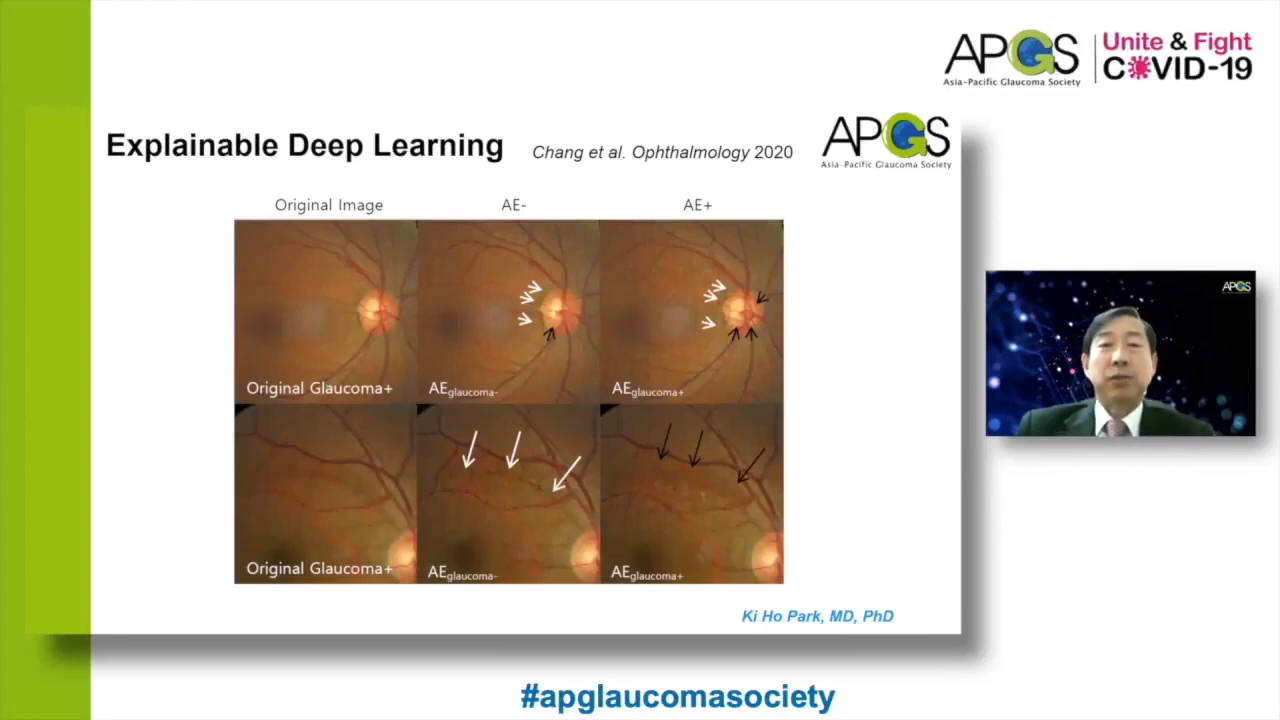 APGS
Asia-Pacific Glaucoma Society
Unite & Fight
COVID-19
Explainable Deep Learning
Chang et al. Ophthalmology 2020
APGS
Asia-Pacific Glaucoma Society
Original Image
AE-
AE+
Original Glaucoma+
AEglaucoma-
AEglaucoma+
Original Glaucoma+
AEglaucoma-
AEglaucoma+
APGS
Ki Ho Park, MD, PhD
#apglaucomasociety